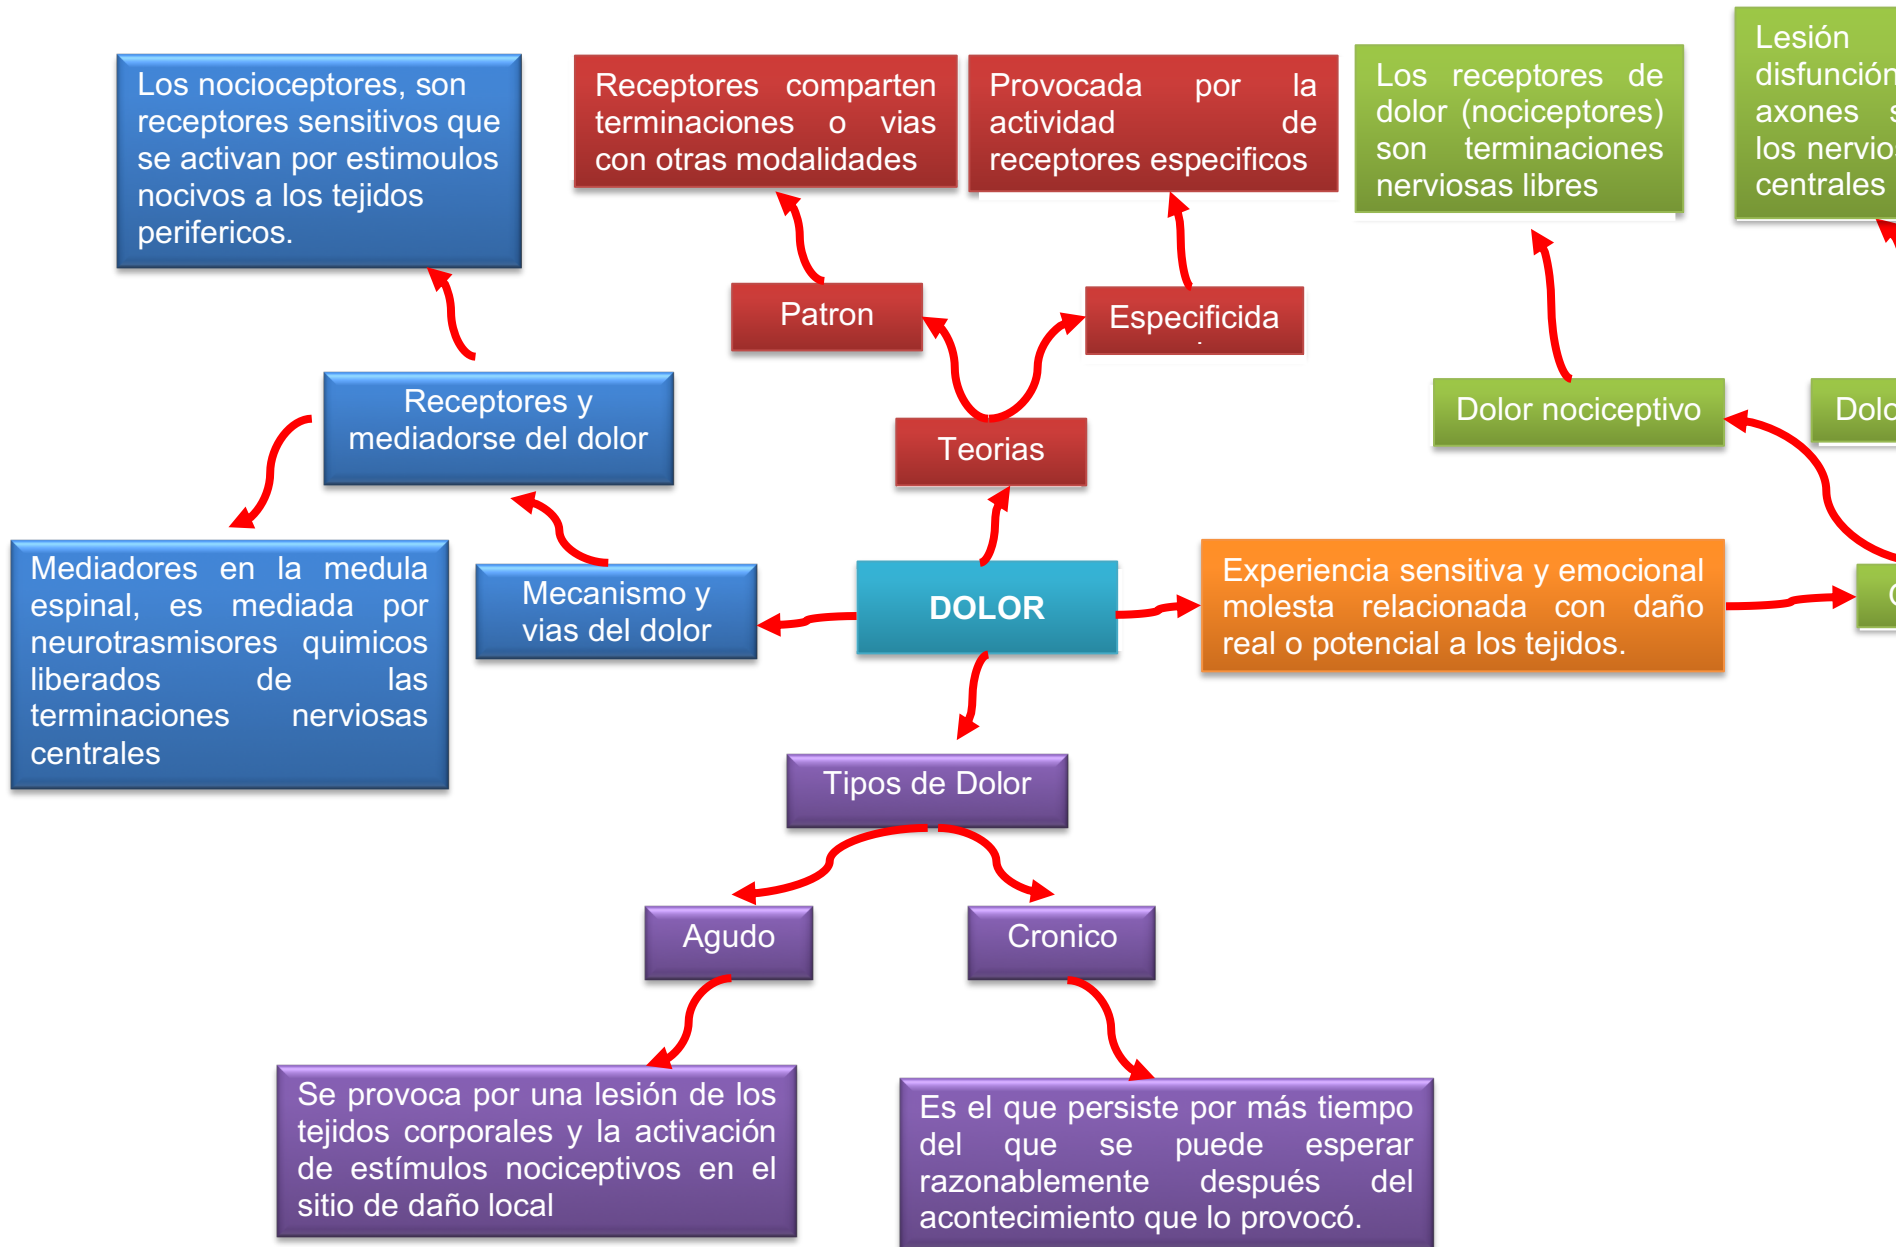 Los nocioceptores, son
receptores sensitivos que
se activan por estimoulos
nocivos a los tejidos
perifericos.
Receptores comparten
terminaciones o vias
con otras modalidades
Provocada por la
actividad de
receptores especificos
Los receptores de
dolor (nociceptores)
son terminaciones
nerviosas libres
Lesión
disfunción
axones
los
centrales
Patron
Especificida
Receptores y
mediadorse del dolor
Teorias
Dolor nociceptivo
Mediadores en la medula
espinal, es mediada por
neurotrasmisores quimicos
liberados de las
terminaciones nerviosas
centrales
Mecanismo y
vias del dolor
DOLOR
Experiencia sensitiva y emocional
molesta relacionada con daño
real o potencial a los tejidos.
Tipos de Dolor
Agudo
Cronico
Se provoca por una lesión de los
tejidos corporales y la activación
de estímulos nociceptivos en el
sitio de daño local
Es el que persiste por más tiempo
del que se puede esperar
razonablemente después del
acontecimiento que lo provocó.